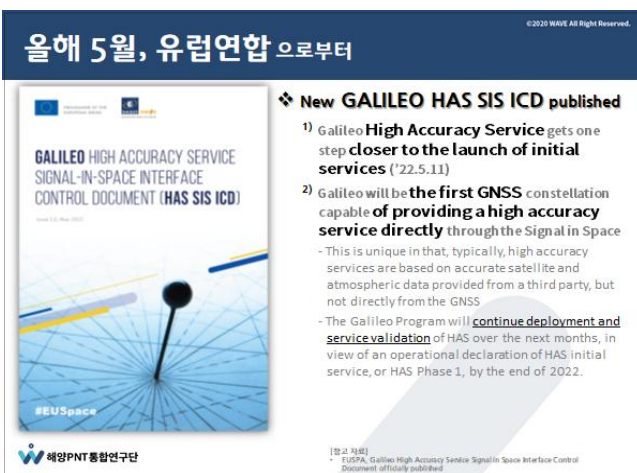 ©2020 WAVE All Right Reserved.
올해 5월, 유럽연합 으로부터
GALILEO HIGH ACCURACY SERVICE
SIGNAL-IN-SPACE INTERFACE
CONTROL DOCUMENT (HAS SIS ICD)
#EUSpace
❖ New GALILEO HAS SIS ICD published
1) Galileo High Accuracy Service gets one
step closer to the launch of initial
services ('22.5.11)
2) Galileo will be the first GNSS constellation
capable of providing a high accuracy
service directly through the Signal in Space
- This is unique in that, typically, high accuracy
services are based on accurate satellite and
atmospheric data provided from a third party, but
not directly from the GNSS
- The Galileo Program will continue deployment and
service validation of HAS over the next months, in
view of an operational declaration of HAS initial
service, or HAS Phase 1, by the end of 2022.
해양PNT통합연구단
[참고 자료]
- EUSPA, Galileo High Accuracy Service Signal in Space Interface Control
Document officially published